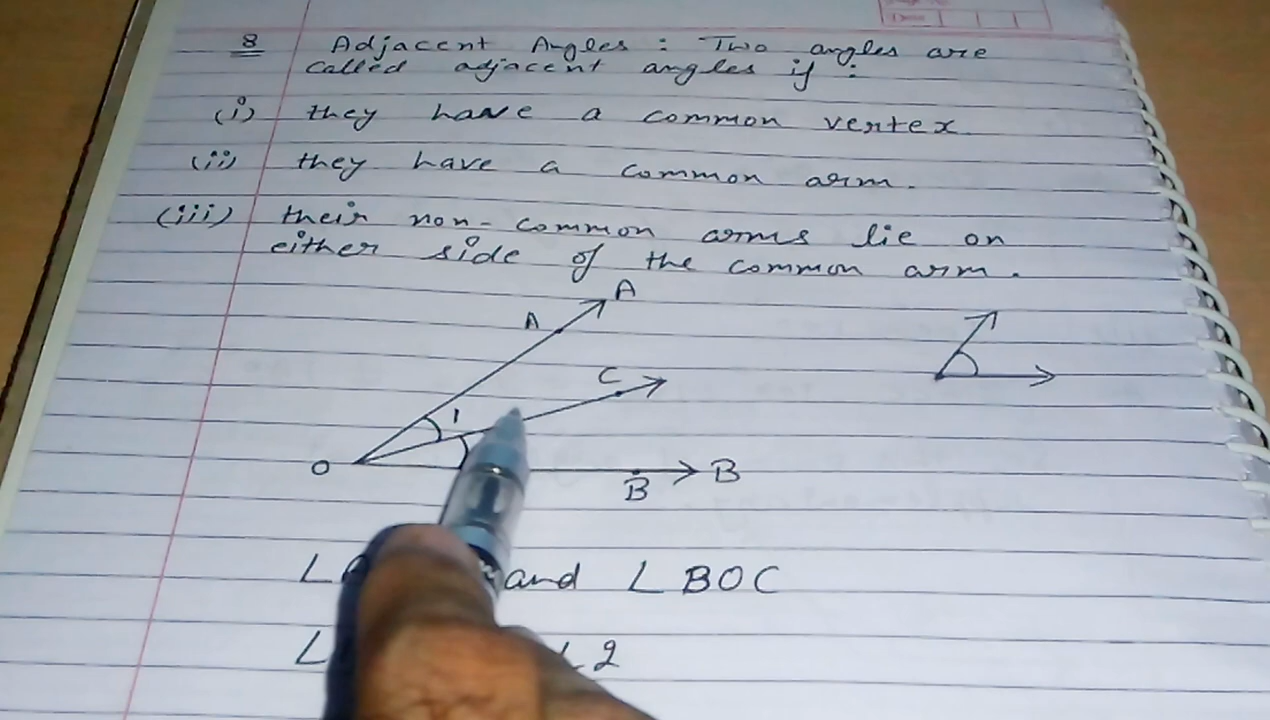 Date
8 Adjacent Angles : Two angles are
called adjacent angles if :
(i) they have a common vertex
(ii) they have a common arm.
(iii) their non-common arms lie on
either side of the common arm.
A
A
C
1
O
B
B
∠ and ∠BOC
∠ ∠2